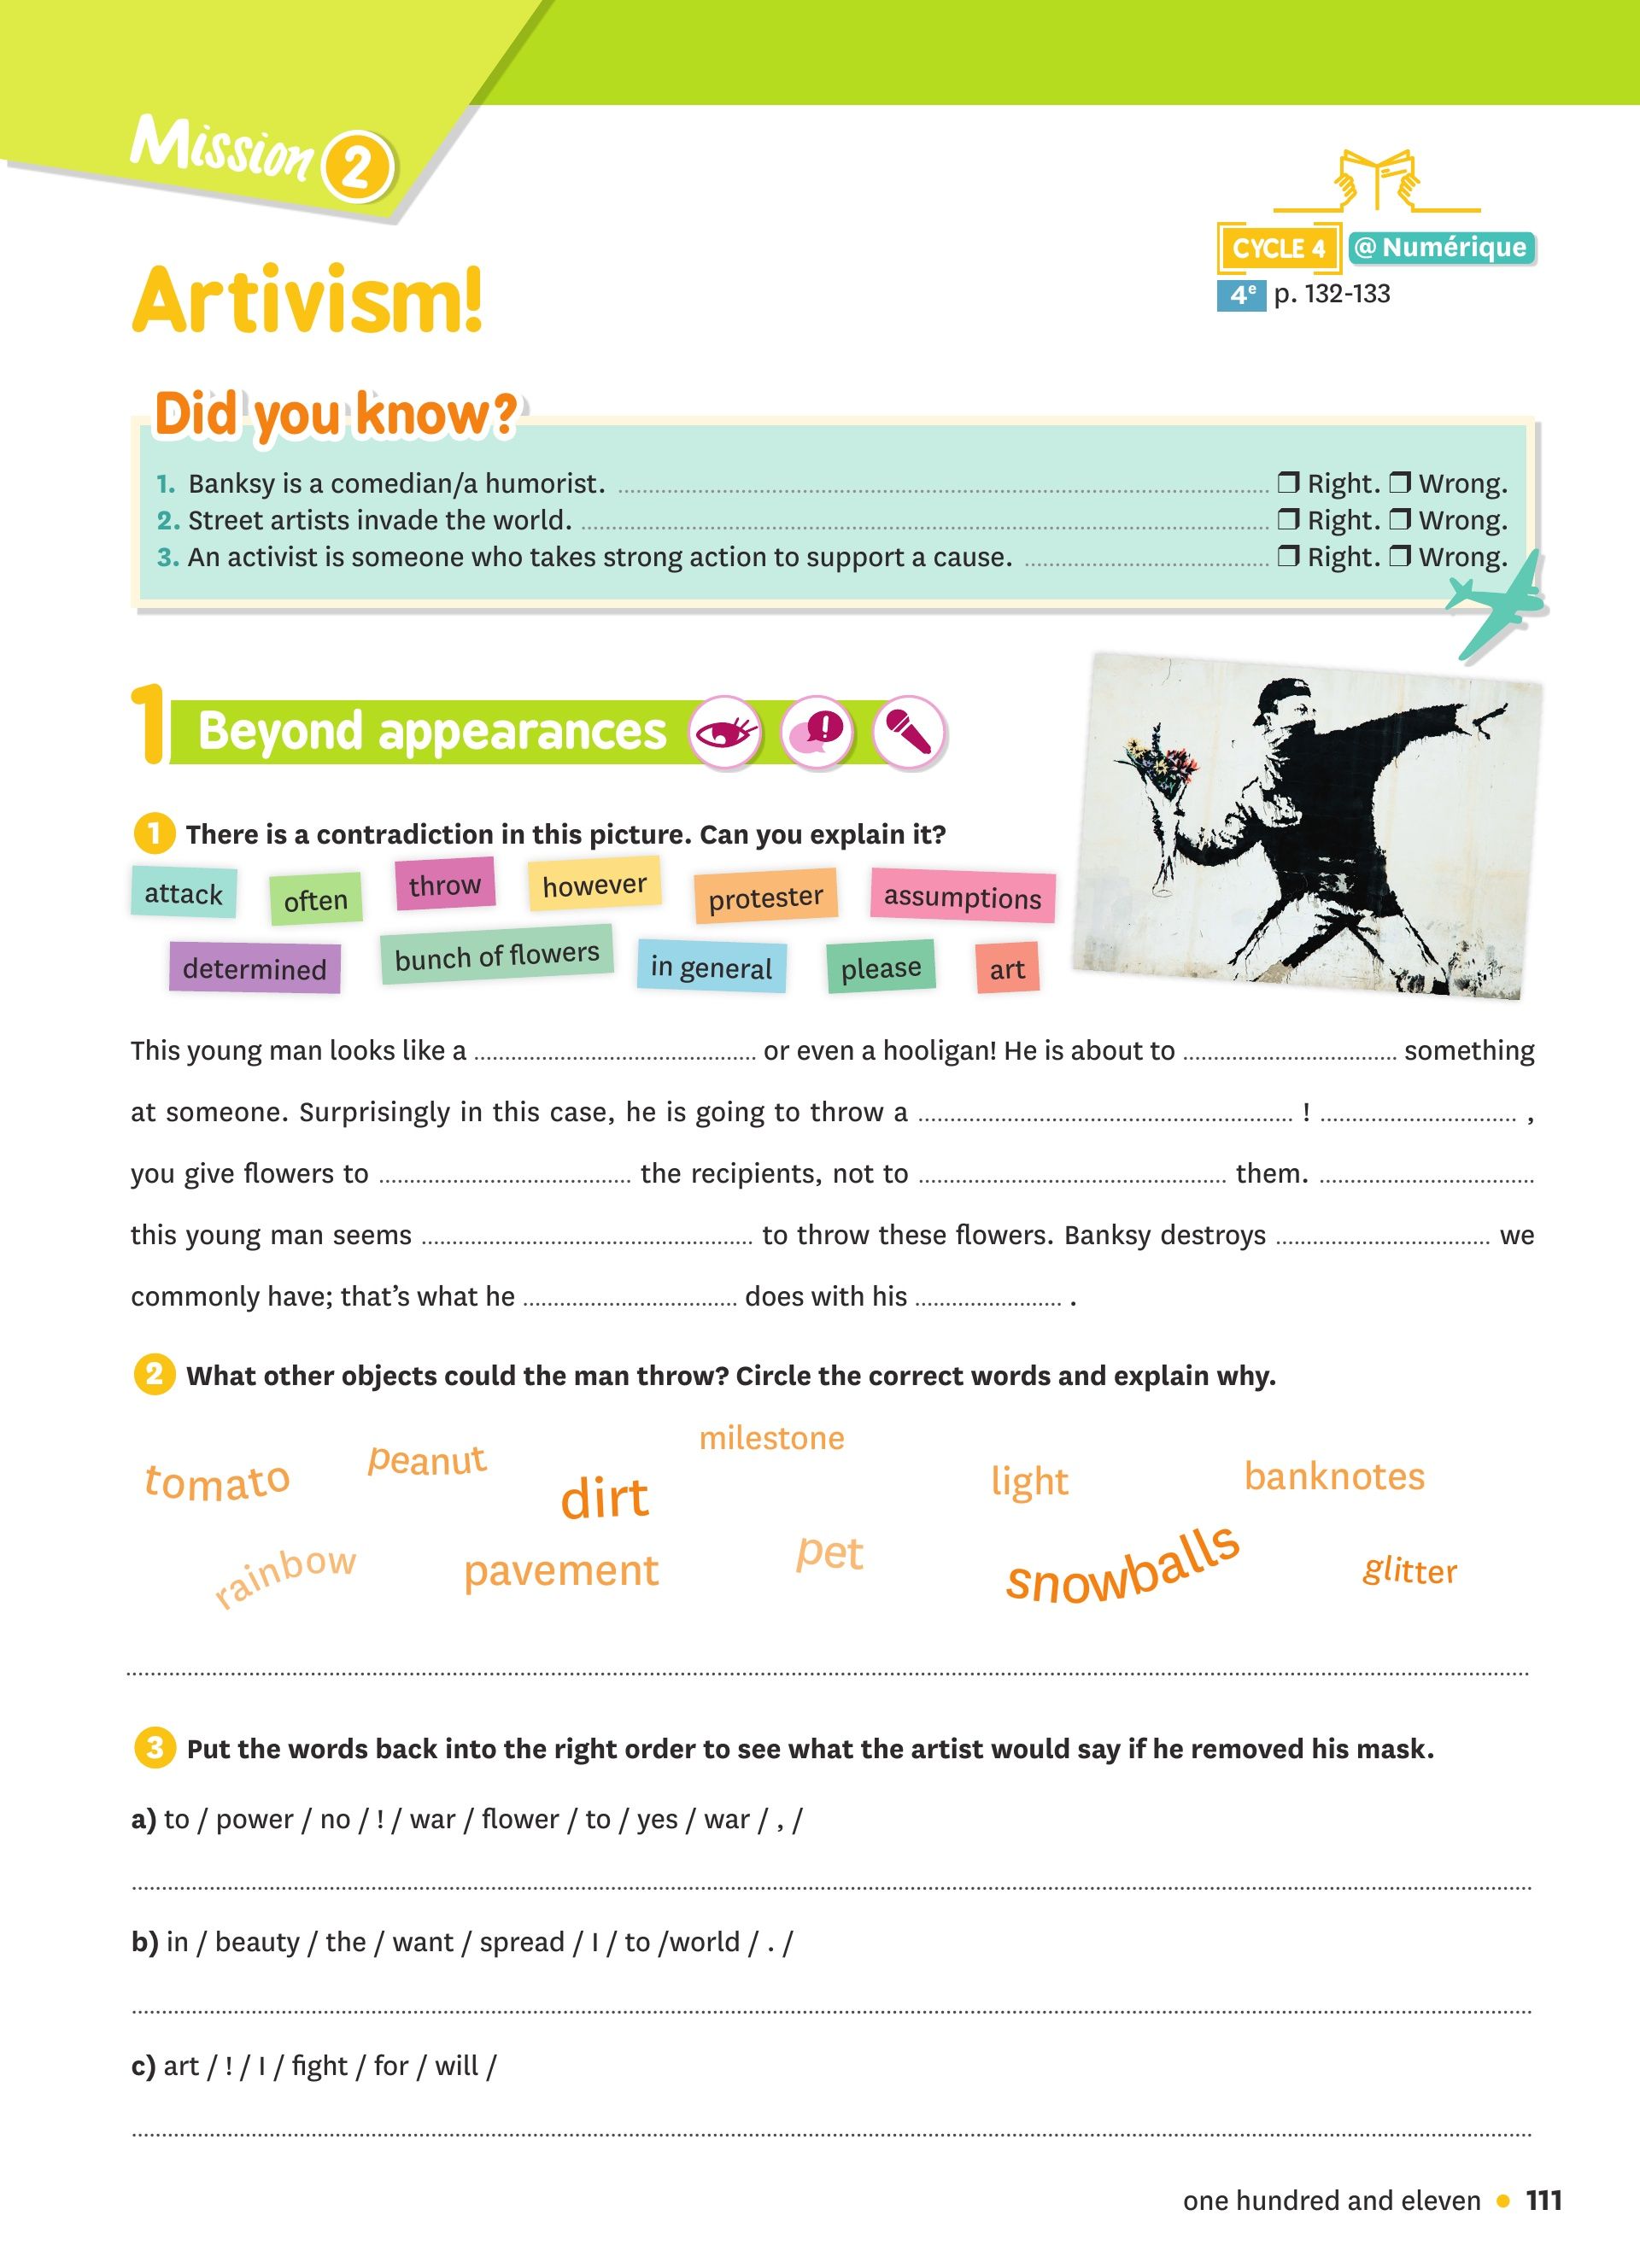 Mission 2
CYCLE 4 @ Numérique
4e p. 132-133
Artivism!
Did you know?
1. Banksy is a comedian/a humorist. ❒ Right. ❒ Wrong.
2. Street artists invade the world. ❒ Right. ❒ Wrong.
3. An activist is someone who takes strong action to support a cause. ❒ Right. ❒ Wrong.
1 Beyond appearances
1 There is a contradiction in this picture. Can you explain it?
attack often throw however protester assumptions
determined bunch of flowers in general please art
This young man looks like a ........ or even a hooligan! He is about to ........ something
at someone. Surprisingly in this case, he is going to throw a ........ ! ........ ,
you give flowers to ........ the recipients, not to ........ them. ........
this young man seems ........ to throw these flowers. Banksy destroys ........ we
commonly have; that's what he ........ does with his ........ .
2 What other objects could the man throw? Circle the correct words and explain why.
tomato peanut milestone dirt light banknotes
rainbow pavement pet snowballs glitter
3 Put the words back into the right order to see what the artist would say if he removed his mask.
a) to / power / no / ! / war / flower / to / yes / war / , /
b) in / beauty / the / want / spread / I / to /world / . /
c) art / ! / I / fight / for / will /
one hundred and eleven • 111